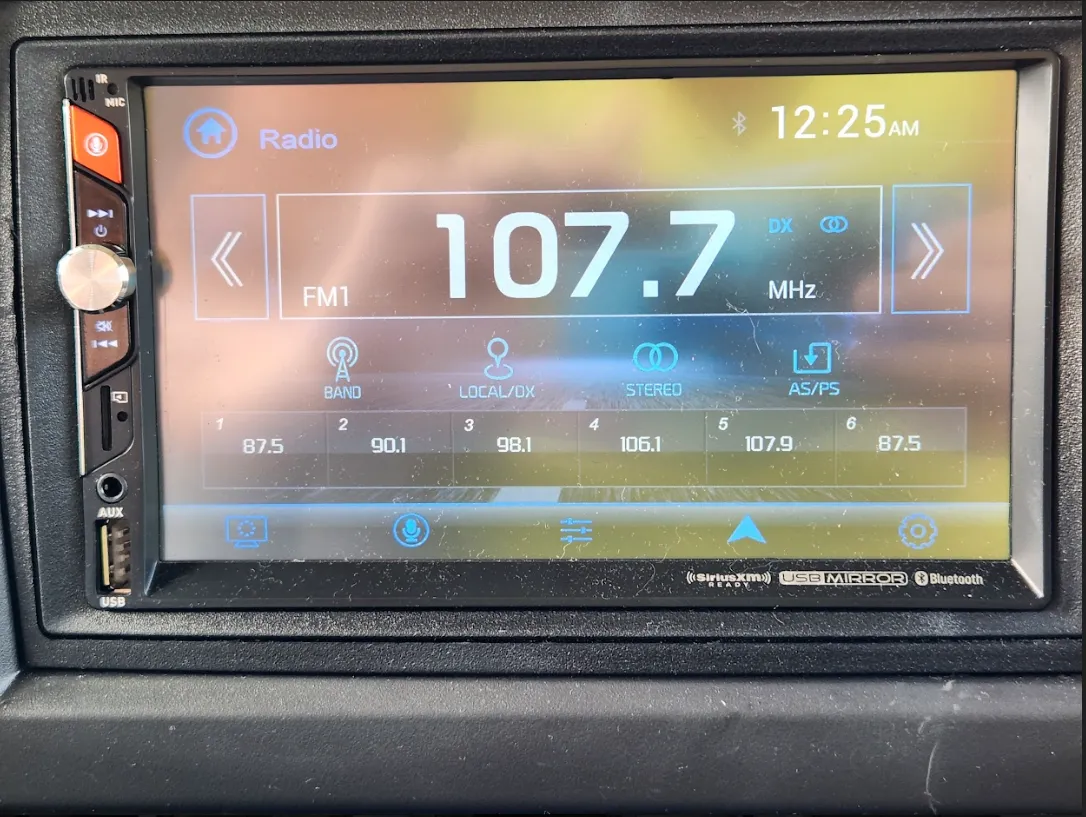 IR
MIC
Radio
12:25AM
FM1
107.7
DX
MHz
BAND
LOCAL/DX
STEREO
AS/PS
1 87.5
2 90.1
3 98.1
4 106.1
5 107.9
6 87.5
AUX
USB
((SiriusXM))
READY
USB MIRROR
Bluetooth